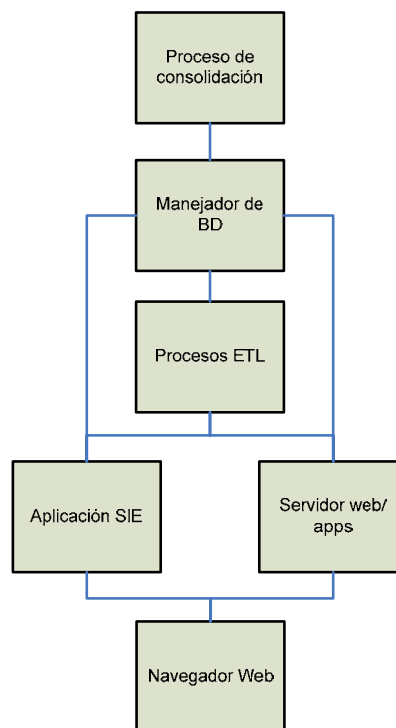 Proceso de
consolidación
Manejador de
BD
Procesos ETL
Aplicación SIE
Servidor web/
apps
Navegador Web